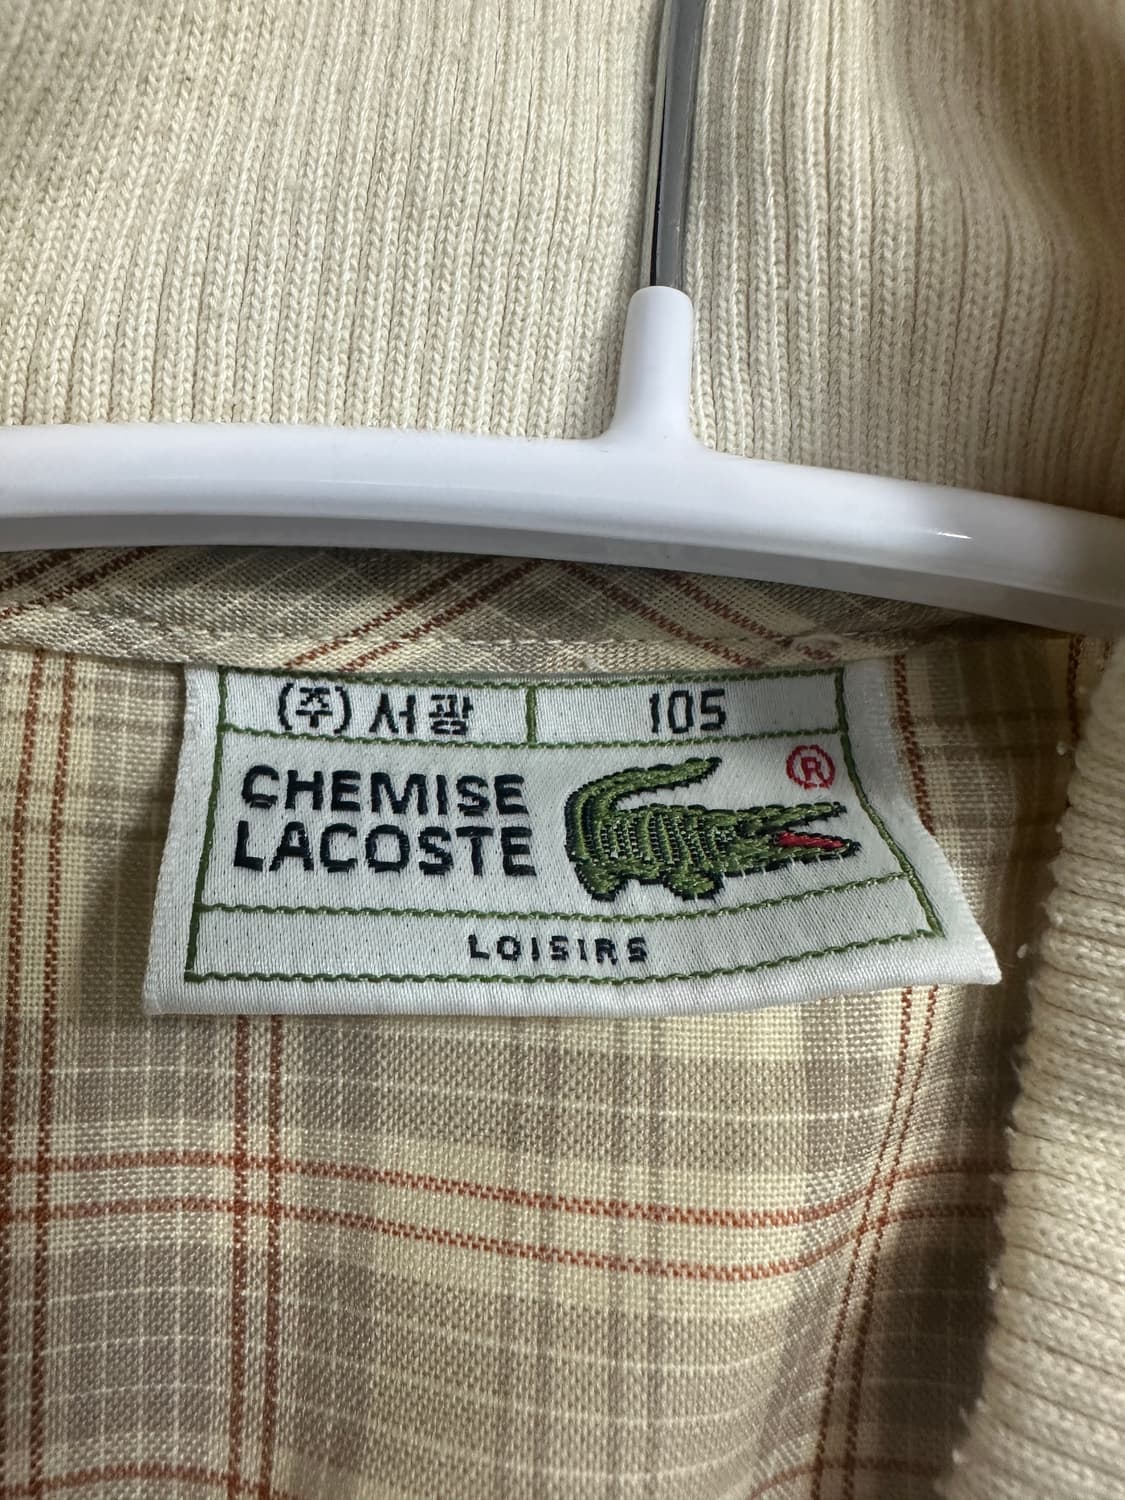 (주) 서광 105
CHEMISE
LACOSTE ®
LOISIRS